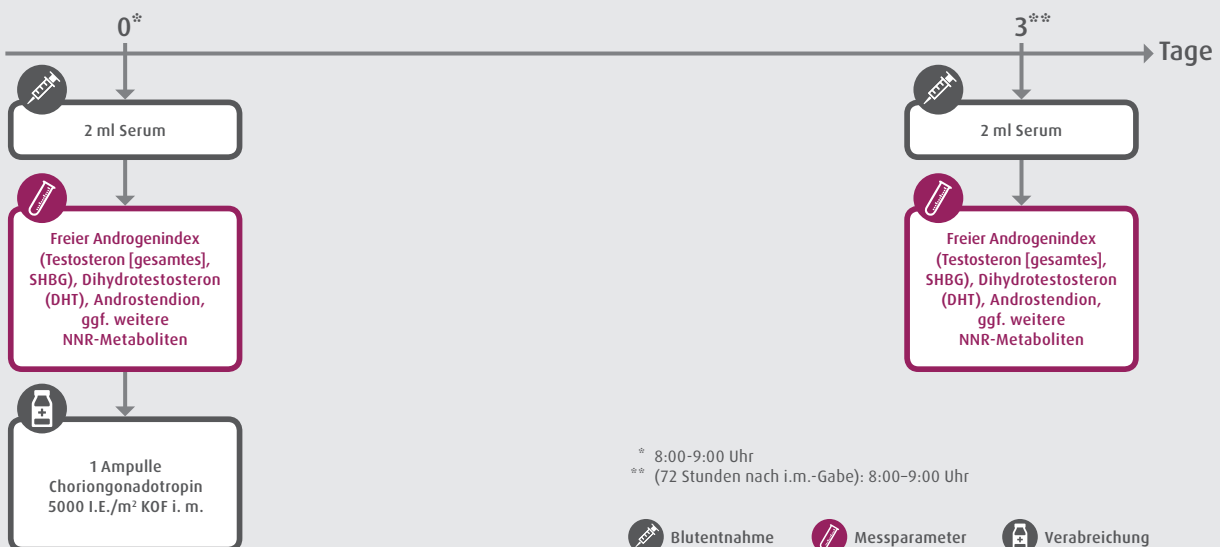 0*
3**
Tage
2 ml Serum
2 ml Serum
Freier Androgenindex
(Testosteron [gesamtes],
SHBG), Dihydrotestosteron
(DHT), Androstendion,
ggf. weitere
NNR-Metaboliten
Freier Androgenindex
(Testosteron [gesamtes],
SHBG), Dihydrotestosteron
(DHT), Androstendion,
ggf. weitere
NNR-Metaboliten
1 Ampulle
Choriongonadotropin
5000 I.E./m² KOF i. m.
* 8:00-9:00 Uhr
** (72 Stunden nach i.m.-Gabe): 8:00–9:00 Uhr
Blutentnahme
Messparameter
Verabreichung